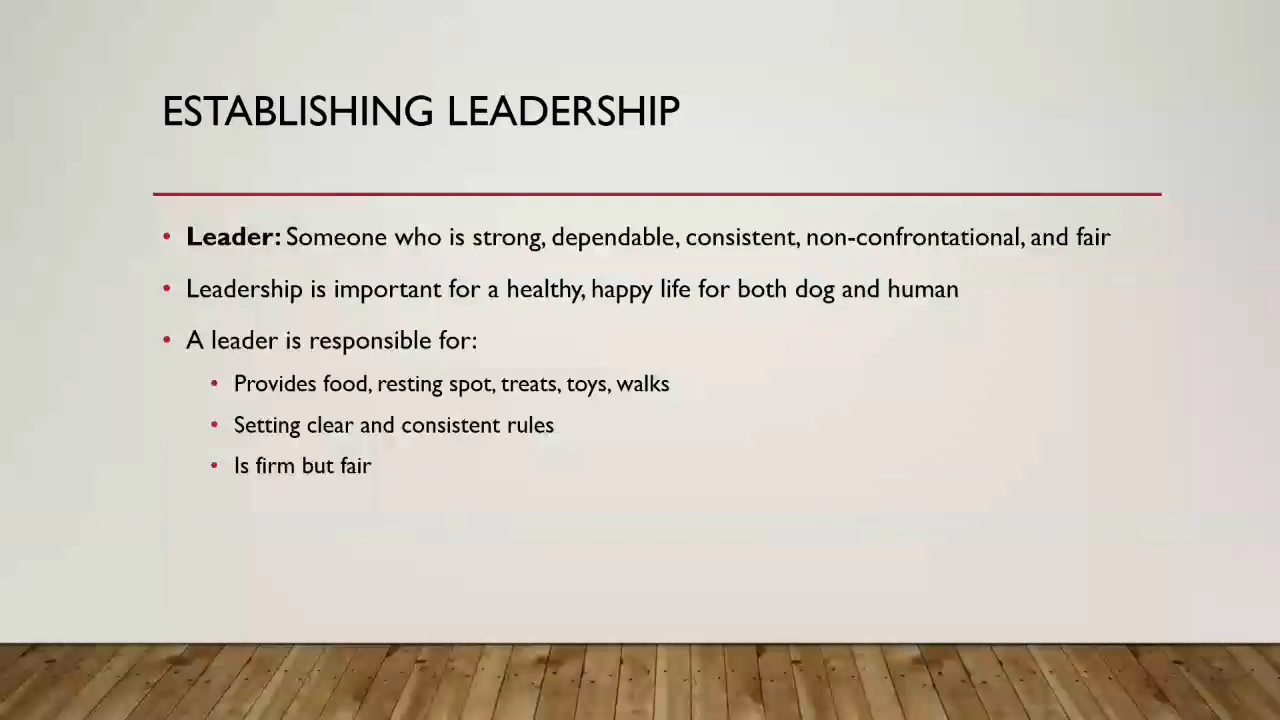 ESTABLISHING LEADERSHIP
• Leader: Someone who is strong, dependable, consistent, non-confrontational, and fair
• Leadership is important for a healthy, happy life for both dog and human
• A leader is responsible for:
• Provides food, resting spot, treats, toys, walks
• Setting clear and consistent rules
• Is firm but fair